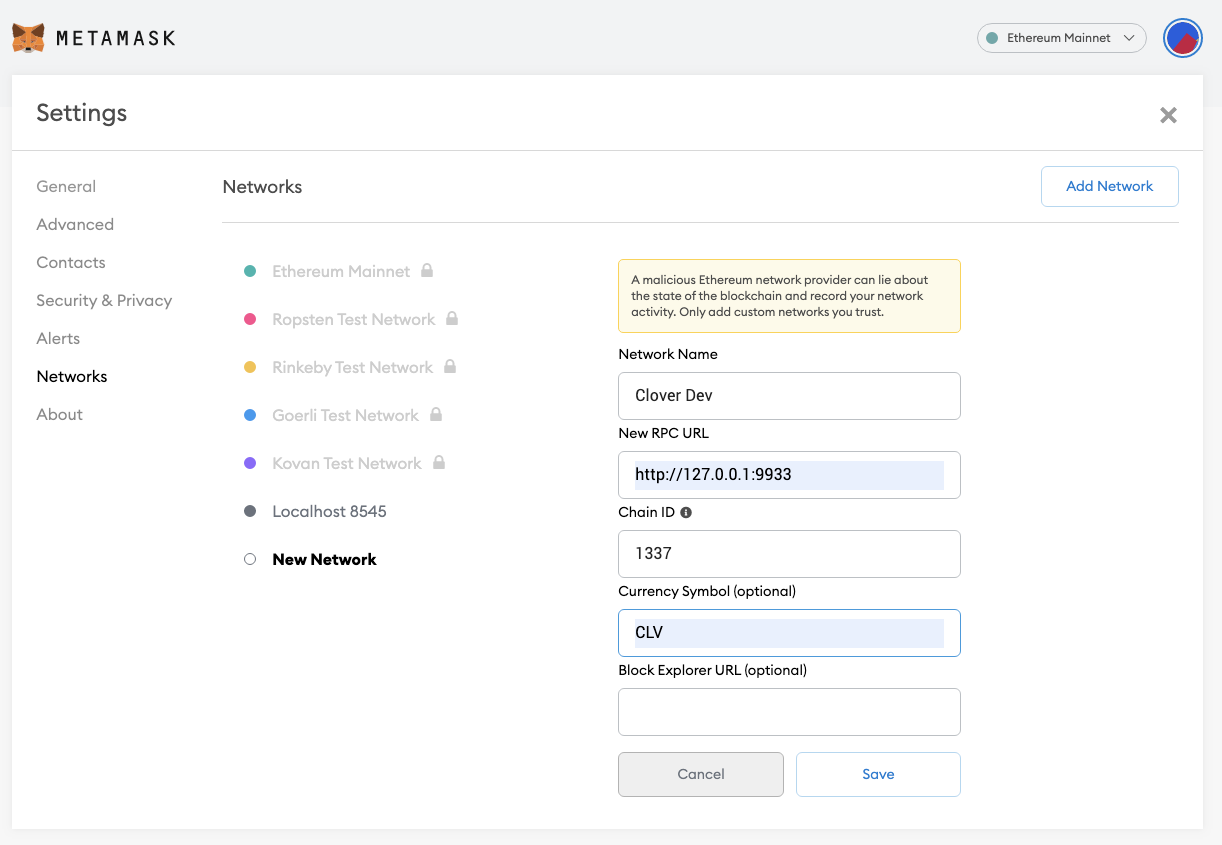 METAMASK
Ethereum Mainnet
Settings
General
Advanced
Contacts
Security & Privacy
Alerts
Networks
About
Networks
Add Network
Ethereum Mainnet
Ropsten Test Network
Rinkeby Test Network
Goerli Test Network
Kovan Test Network
Localhost 8545
New Network
A malicious Ethereum network provider can lie about
the state of the blockchain and record your network
activity. Only add custom networks you trust.
Network Name
Clover Dev
New RPC URL
http://127.0.0.1:9933
Chain ID
1337
Currency Symbol (optional)
CLV
Block Explorer URL (optional)
Cancel
Save